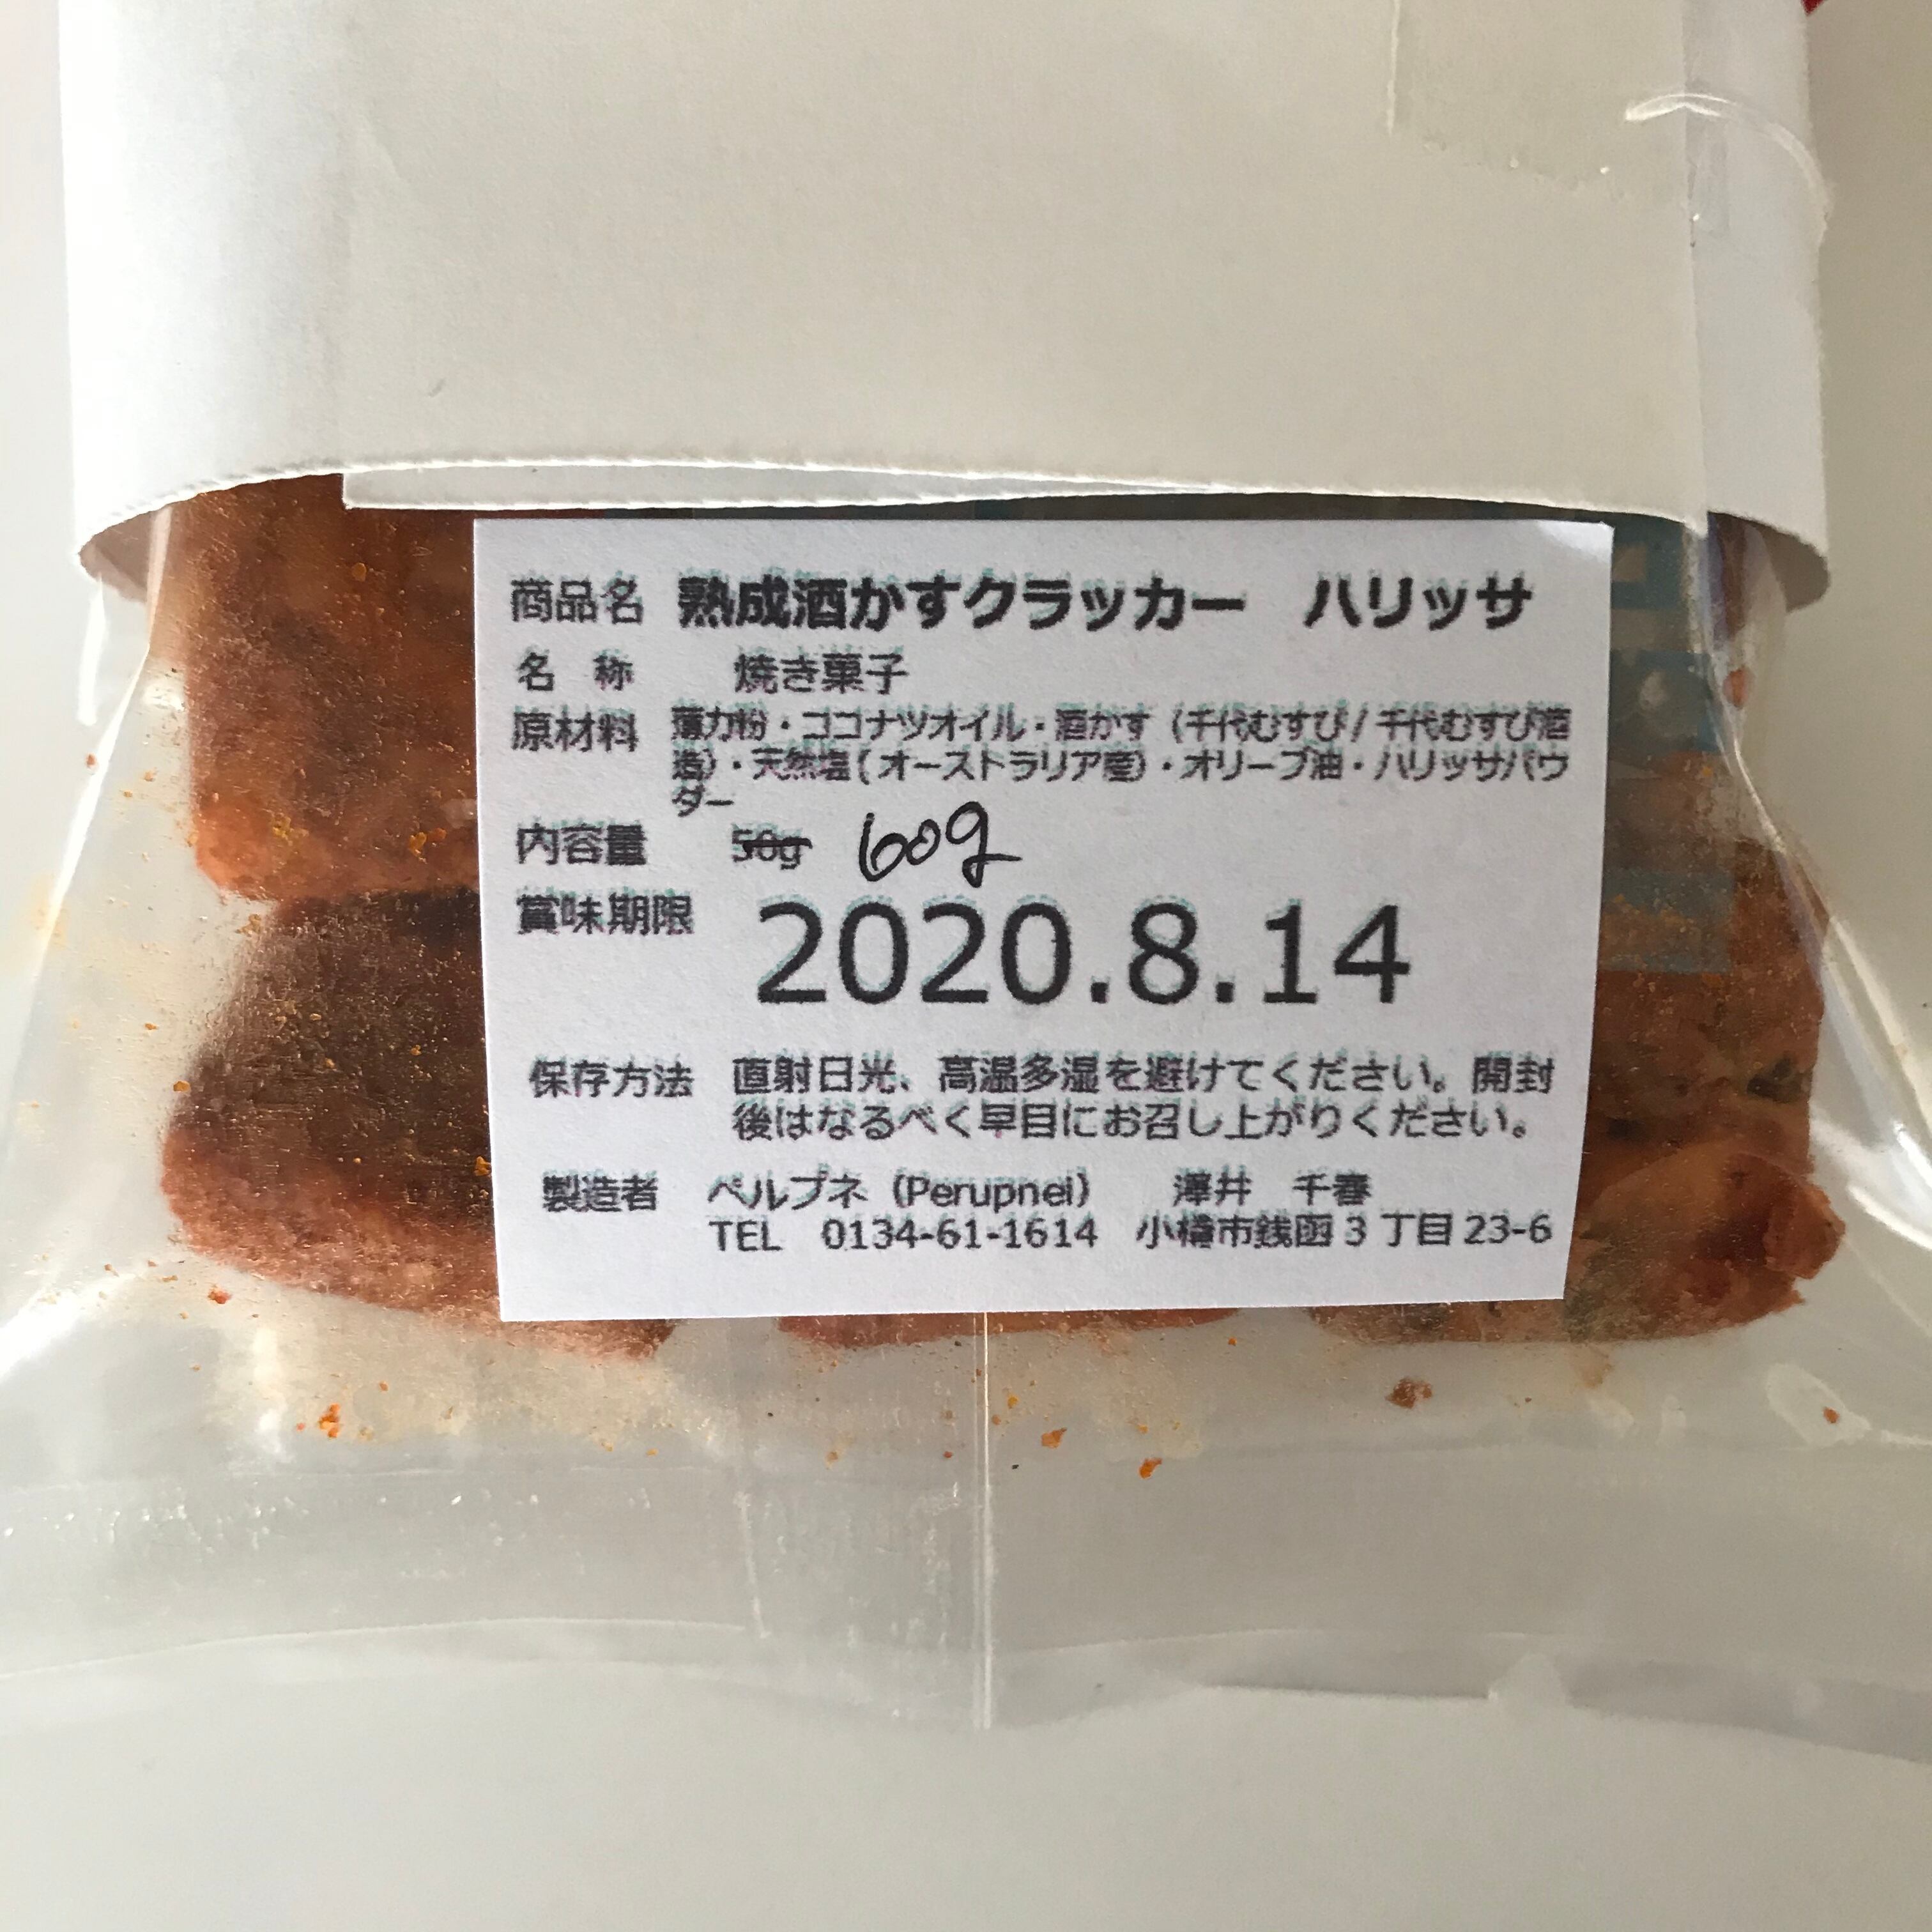 商品名 熟成酒かすクラッカー ハリッサ
名 称 焼き菓子
原材料 薄力粉・ココナツオイル・酒かす（千代むすび/千代むすび酒
造）・天然塩(オーストラリア産）・オリーブ油・ハリッサパウ
ダー
内容量 50g 60g
賞味期限 2020.8.14
保存方法 直射日光、高温多湿を避けてください。開封
後はなるべく早目にお召し上がりください。
製造者 ペルプネ（Perupnei） 澤井 千春
TEL 0134-61-1614 小樽市銭函3丁目23-6